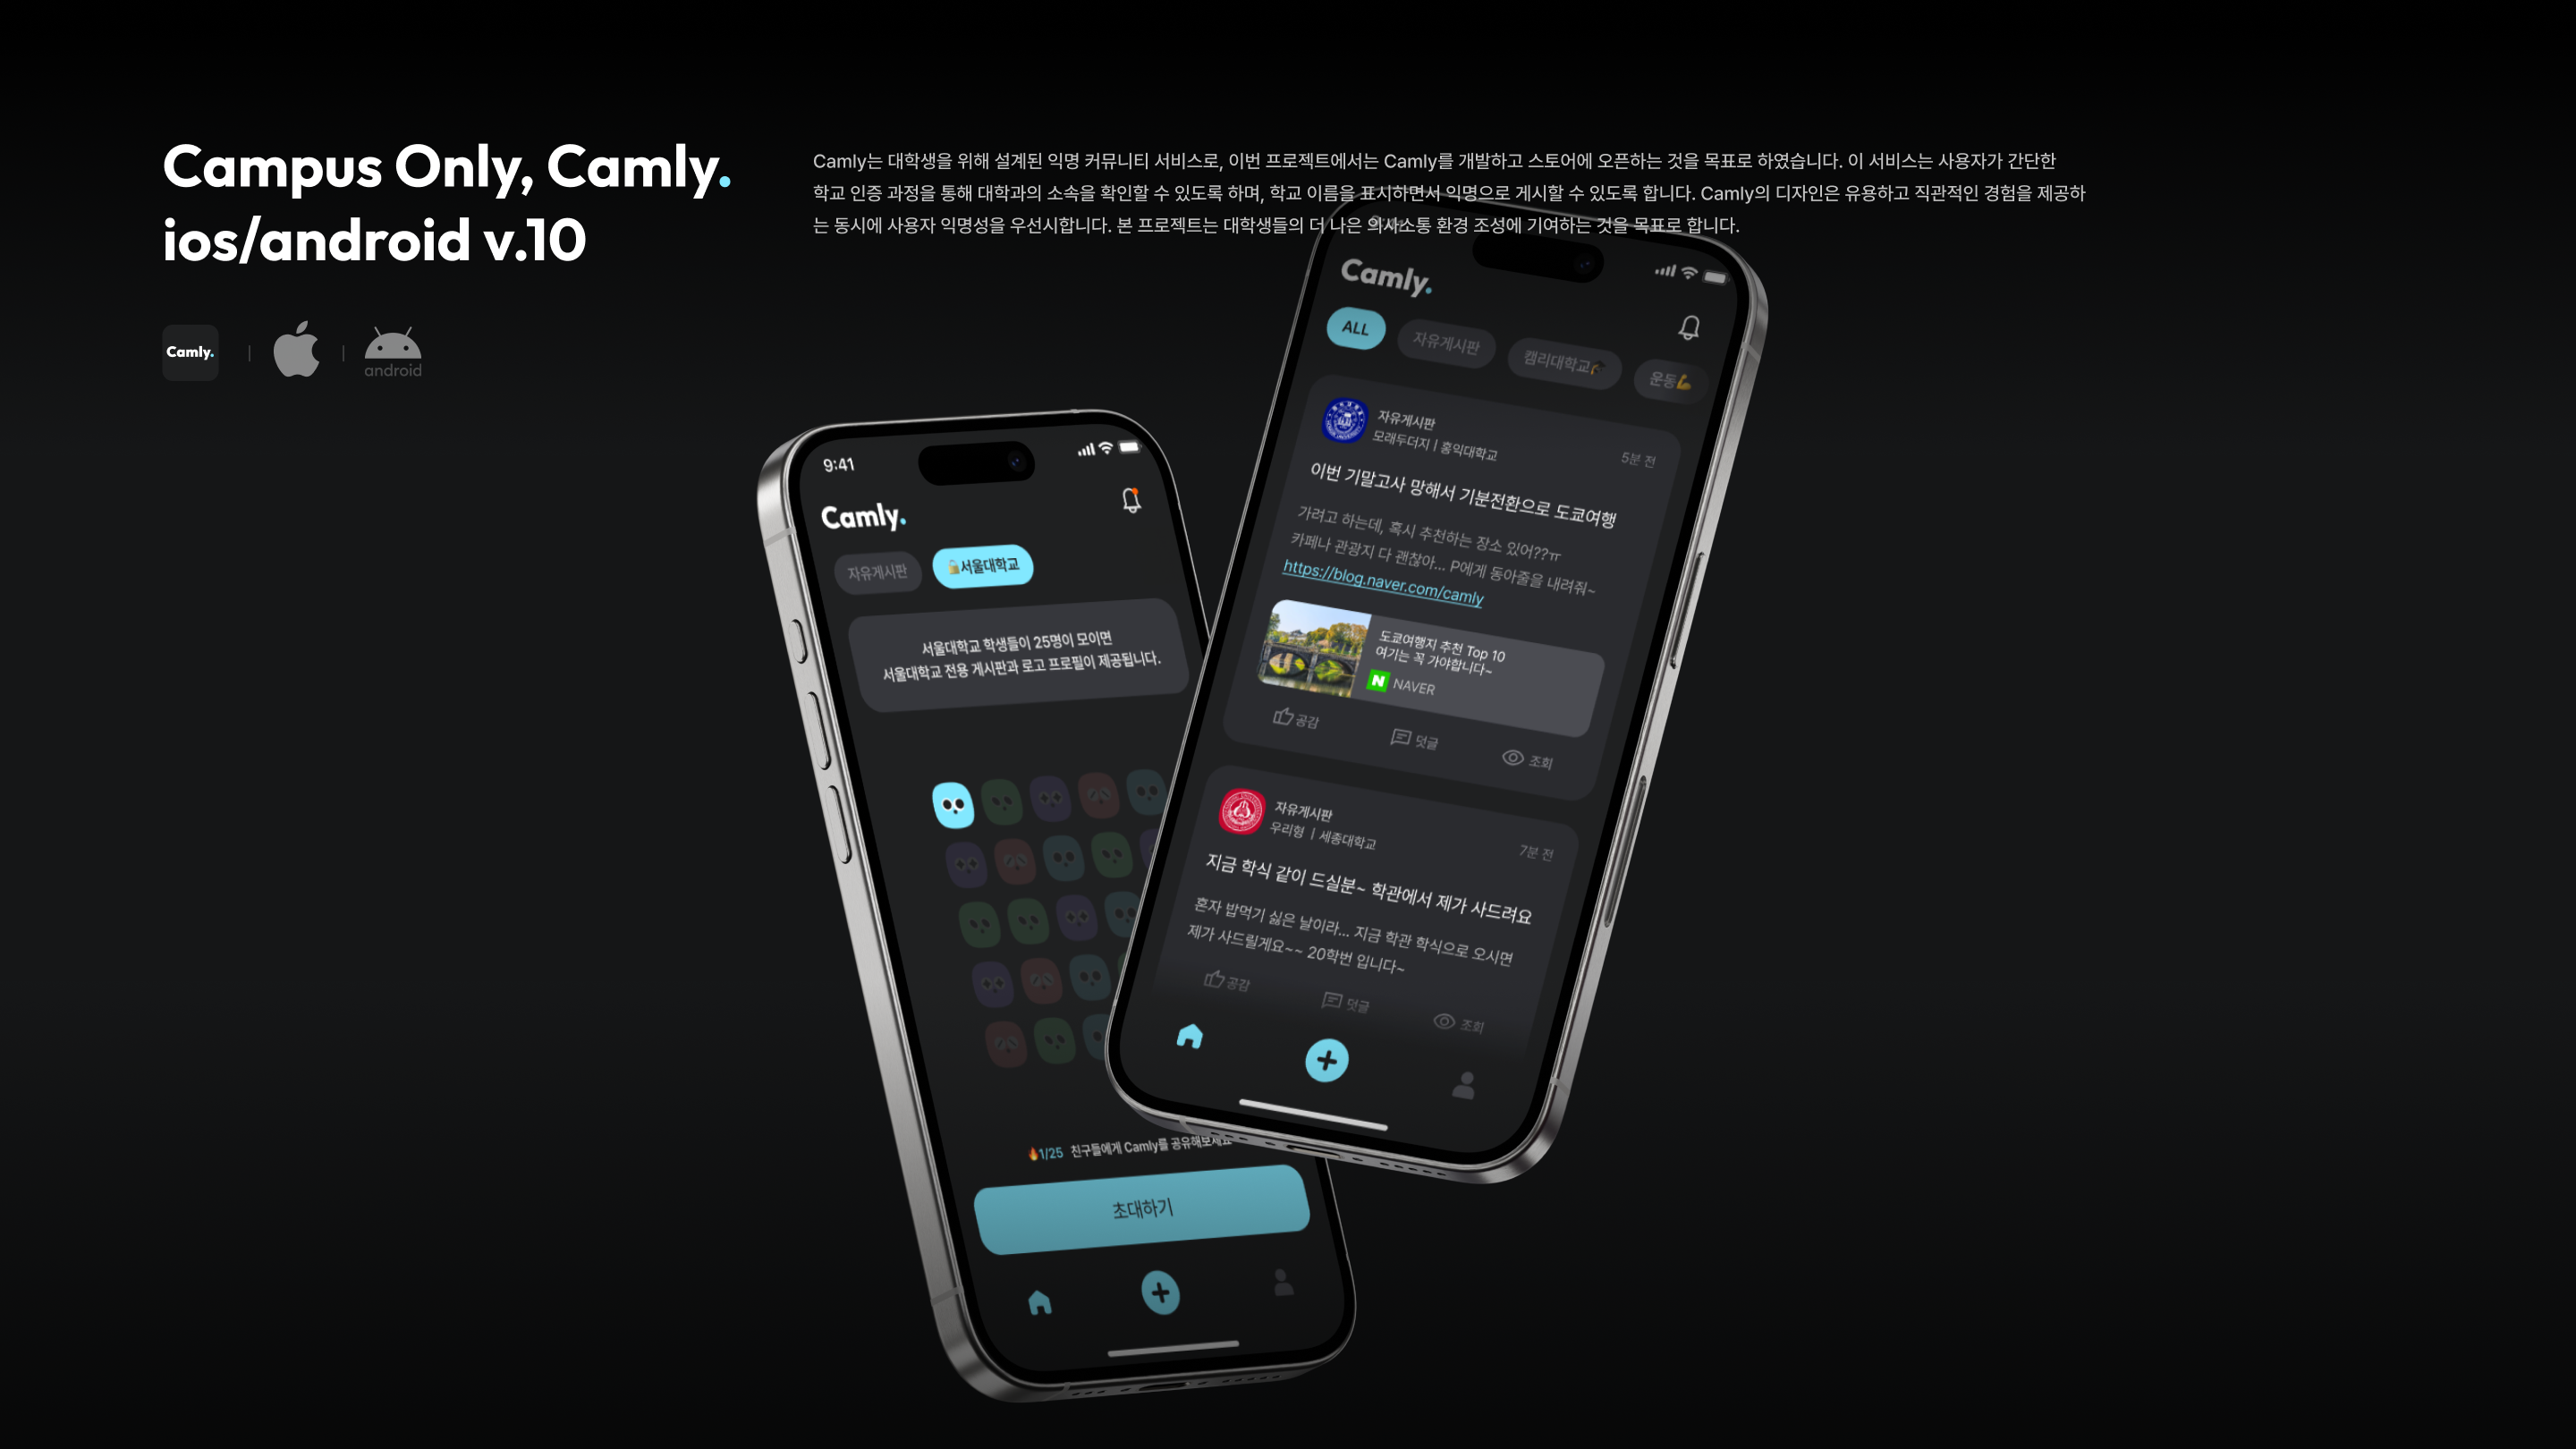 Campus Only, Camly.
ios/android v.10
Camly는 대학생을 위해 설계된 익명 커뮤니티 서비스로, 이번 프로젝트에서는 Camly를 개발하고 스토어에 오픈하는 것을 목표로 하였습니다. 이 서비스는 사용자가 간단한
학교 인증 과정을 통해 대학과의 소속을 확인할 수 있도록 하며, 학교 이름을 표시하면서 익명으로 게시할 수 있도록 합니다. Camly의 디자인은 유용하고 직관적인 경험을 제공하
는 동시에 사용자 익명성을 우선시합니다. 본 프로젝트는 대학생들의 더 나은 의사소통 환경 조성에 기여하는 것을 목표로 합니다.
Camly.
android
9:41
Camly.
자유게시판
🔒서울대학교
서울대학교 학생들이 25명이 모이면
서울대학교 전용 게시판과 로고 프로필이 제공됩니다.
🔥1/25 친구들에게 Camly를 공유해보세요
초대하기
Camly.
ALL
자유게시판
캠리대학교🎓
운동💪
자유게시판
모래두더지 | 홍익대학교
5분 전
이번 기말고사 망해서 기분전환으로 도쿄여행
가려고 하는데, 혹시 추천하는 장소 있어??ㅠ
카페나 관광지 다 괜찮아... P에게 동아줄을 내려줘~
https://blog.naver.com/camly
도쿄여행지 추천 Top 10
여기는 꼭 가야합니다~
N NAVER
공감
댓글
조회
자유게시판
우리형 | 세종대학교
7분 전
지금 학식 같이 드실분~ 학관에서 제가 사드려요
혼자 밥먹기 싫은 날이라... 지금 학관 학식으로 오시면
제가 사드릴게요~~ 20학번 입니다~
공감
댓글
조회